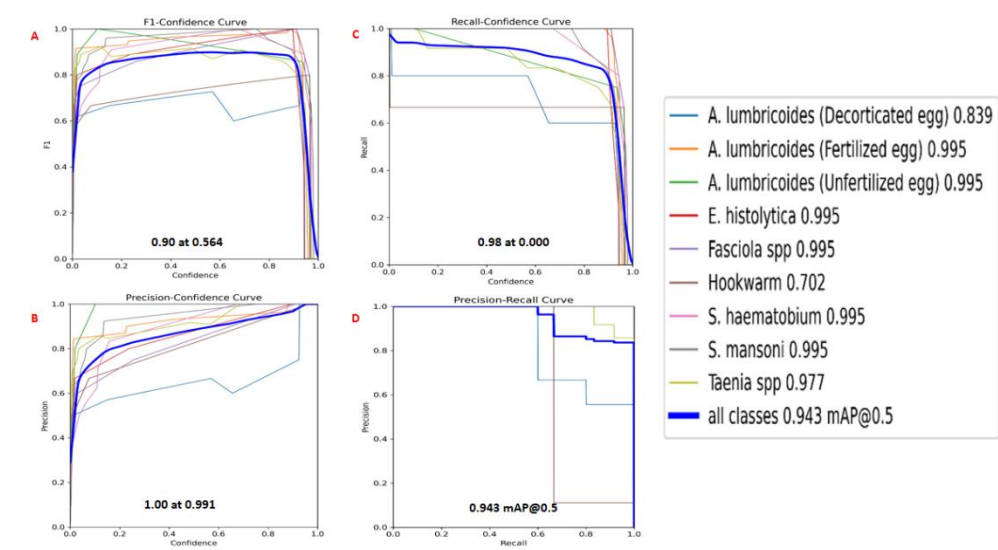 A
F1-Confidence Curve
1.0
0.8
0.6
0.4
0.2
0.0
F1
0.90 at 0.564
0.0 0.2 0.4 0.6 0.8 1.0
Confidence
C
Recall-Confidence Curve
1.0
0.8
0.6
0.4
0.2
0.0
Recall
0.98 at 0.000
0.0 0.2 0.4 0.6 0.8 1.0
Confidence
B
Precision-Confidence Curve
1.0
0.8
0.6
0.4
0.2
0.0
Precision
1.00 at 0.991
0.0 0.2 0.4 0.6 0.8 1.0
Confidence
D
Precision-Recall Curve
1.0
0.8
0.6
0.4
0.2
0.0
Precision
0.943 mAP@0.5
0.0 0.2 0.4 0.6 0.8 1.0
Recall
A. lumbricoides (Decorticated egg) 0.839
A. lumbricoides (Fertilized egg) 0.995
A. lumbricoides (Unfertilized egg) 0.995
E. histolytica 0.995
Fasciola spp 0.995
Hookwarm 0.702
S. haematobium 0.995
S. mansoni 0.995
Taenia spp 0.977
all classes 0.943 mAP@0.5